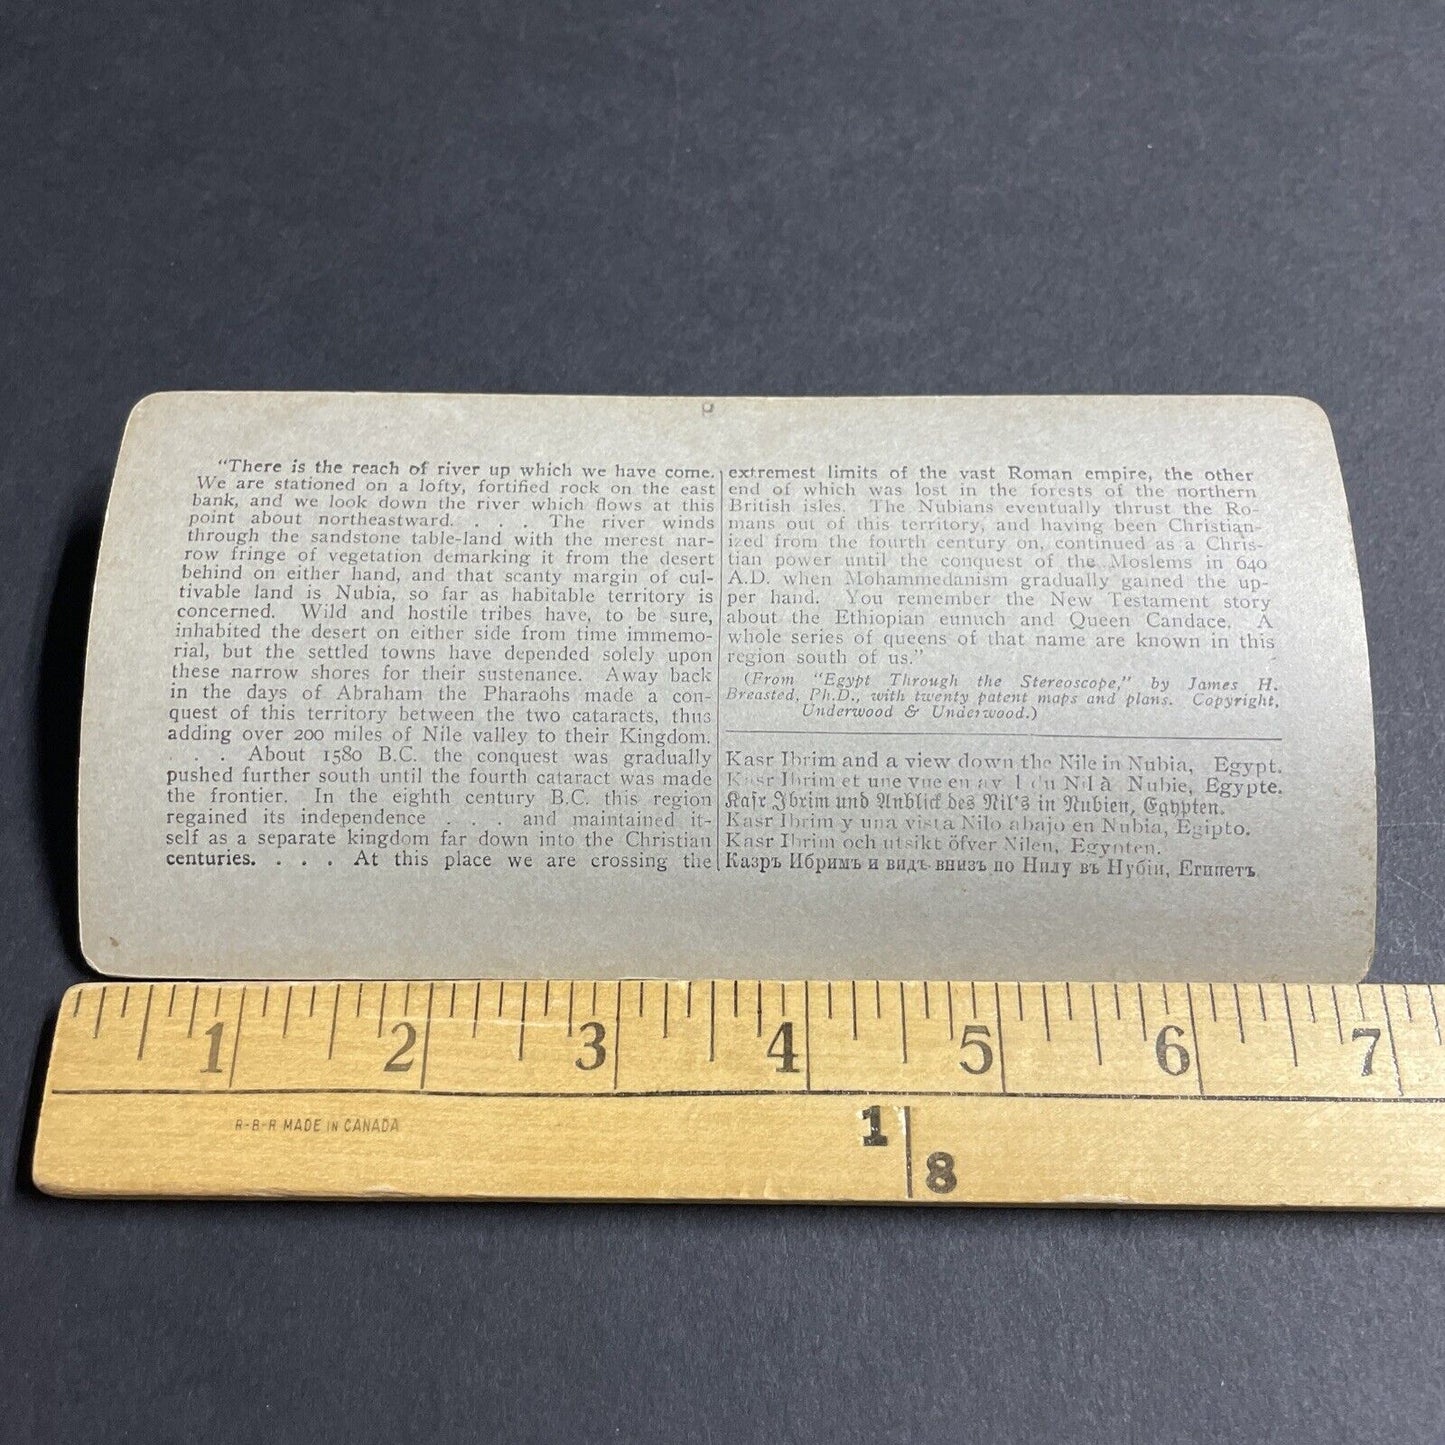 "There is the reach of river up which we have come.
We are stationed on a lofty, fortified rock on the east
bank, and we look down the river which flows at this
point about northeastward. . . . The river winds
through the sandstone table-land with the merest nar-
row fringe of vegetation demarking it from the desert
behind on either hand, and that scanty margin of cul-
tivable land is Nubia, so far as habitable territory is
concerned. Wild and hostile tribes have, to be sure,
inhabited the desert on either side from time immemo-
rial, but the settled towns have depended solely upon
these narrow shores for their sustenance. Away back
in the days of Abraham the Pharaohs made a con-
quest of this territory between the two cataracts, thus
adding over 200 miles of Nile valley to their Kingdom.
. . . About 1580 B.C. the conquest was gradually
pushed further south until the fourth cataract was made
the frontier. In the eighth century B.C. this region
regained its independence . . . and maintained it-
self as a separate kingdom far down into the Christian
centuries. . . . At this place we are crossing the
extremest limits of the vast Roman empire, the other
end of which was lost in the forests of the northern
British isles. The Nubians eventually thrust the Ro-
mans out of this territory, and having been Christian-
ized from the fourth century on, continued as a Chris-
tian power until the conquest of the Moslems in 640
A.D. when Mohammedanism gradually gained the up-
per hand. You remember the New Testament story
about the Ethiopian eunuch and Queen Candace. A
whole series of queens of that name are known in this
region south of us."
(From "Egypt Through the Stereoscope," by James H.
Breasted, Ph.D., with twenty patent maps and plans. Copyright,
Underwood & Underwood.)
Kasr Ibrim and a view down the Nile in Nubia, Egypt.
Kasr Ibrim et une vue en aval du Nil à Nubie, Egypte.
Kasr Ibrim und Anblick des Nil's in Nubien, Egypten.
Kasr Ibrim y una vista Nilo abajo en Nubia, Egipto.
Kasr Ibrim och utsikt öfver Nilen, Egypten.
Казръ Ибримъ и видъ внизъ по Нилу въ Нубіи, Египетъ
1 2 3 4 5 6 7
R-B-R MADE IN CANADA
1
8